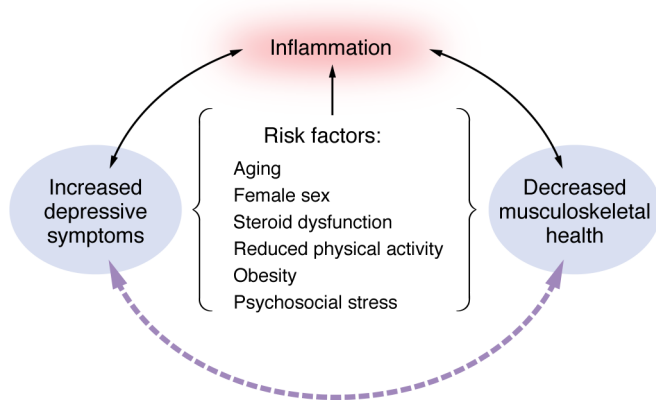 Inflammation
Risk factors:
Aging
Female sex
Steroid dysfunction
Reduced physical activity
Obesity
Psychosocial stress
Increased
depressive
symptoms
Decreased
musculoskeletal
health